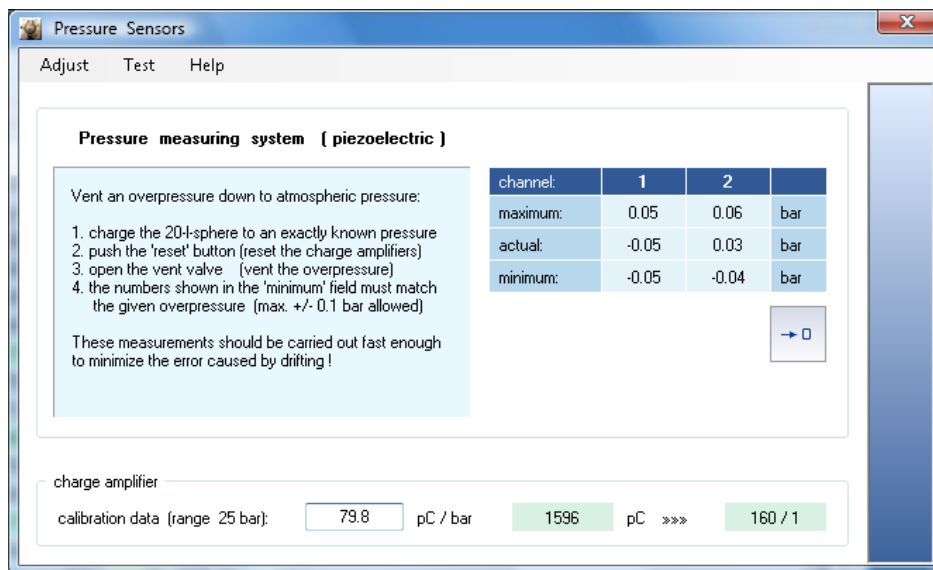 Pressure Sensors
X
Adjust Test Help
Pressure measuring system ( piezoelectric )
Vent an overpressure down to atmospheric pressure:
1. charge the 20-l-sphere to an exactly known pressure
2. push the 'reset' button (reset the charge amplifiers)
3. open the vent valve (vent the overpressure)
4. the numbers shown in the 'minimum' field must match
the given overpressure (max. +/- 0.1 bar allowed)
These measurements should be carried out fast enough
to minimize the error caused by drifting !
channel: 1 2
maximum: 0.05 0.06 bar
actual: -0.05 0.03 bar
minimum: -0.05 -0.04 bar
→ 0
charge amplifier
calibration data (range 25 bar): 79.8 pC / bar 1596 pC »»» 160 / 1